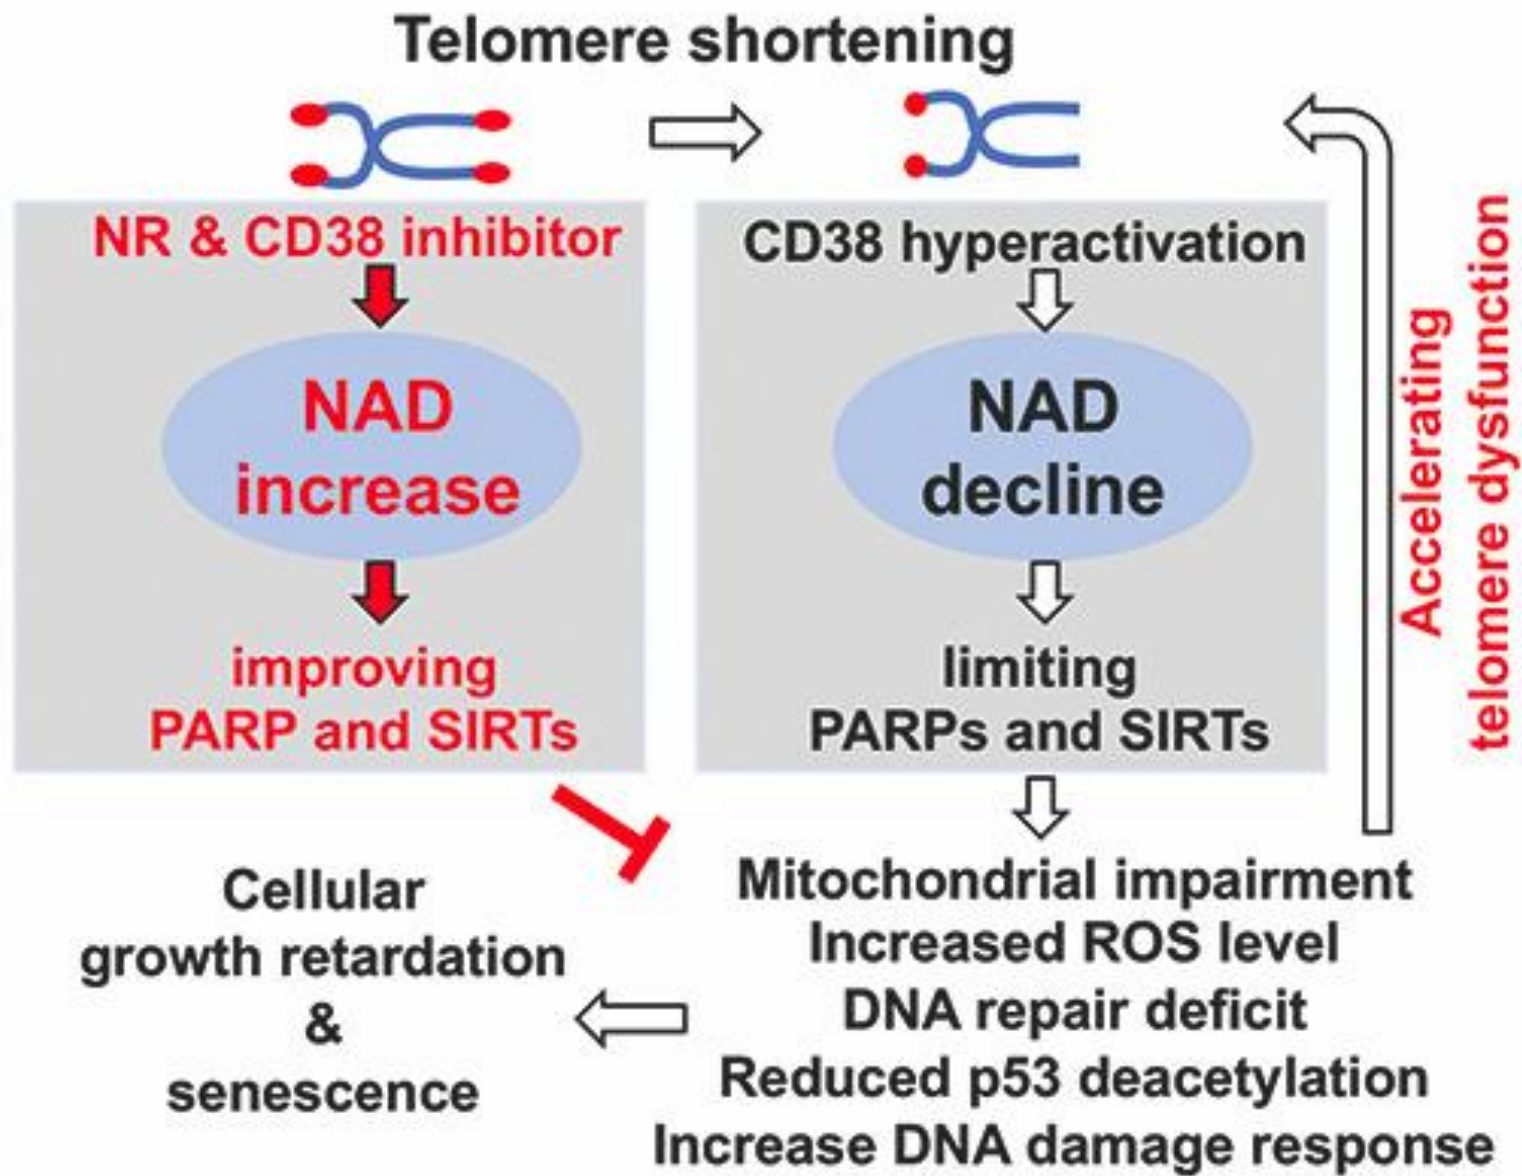 Telomere shortening
NR & CD38 inhibitor
NAD
increase
improving
PARP and SIRTs
CD38 hyperactivation
NAD
decline
limiting
PARPs and SIRTs
Accelerating
telomere dysfunction
Mitochondrial impairment
Increased ROS level
DNA repair deficit
Reduced p53 deacetylation
Increase DNA damage response
Cellular
growth retardation
&
senescence